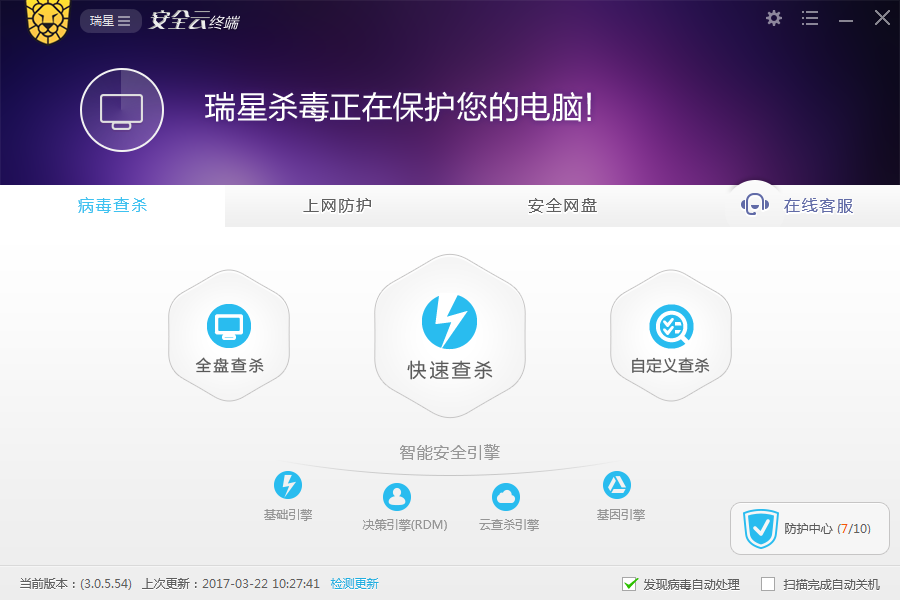 瑞星 安全云终端
瑞星杀毒正在保护您的电脑!
病毒查杀 上网防护 安全网盘 在线客服
全盘查杀 快速查杀 自定义查杀
智能安全引擎
基础引擎 决策引擎(RDM) 云查杀引擎 基因引擎
防护中心 (7/10)
当前版本：(3.0.5.54) 上次更新：2017-03-22 10:27:41 检测更新 发现病毒自动处理 扫描完成自动关机